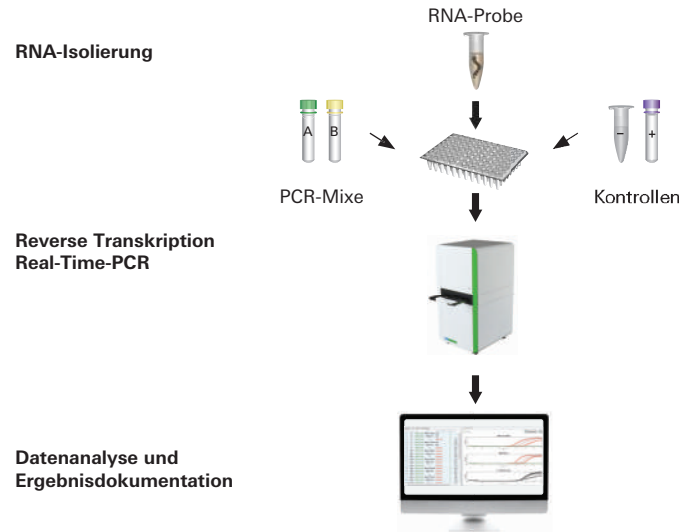 RNA-Probe
RNA-Isolierung
A B
– +
PCR-Mixe
Kontrollen
Reverse Transkription
Real-Time-PCR
Datenanalyse und
Ergebnisdokumentation